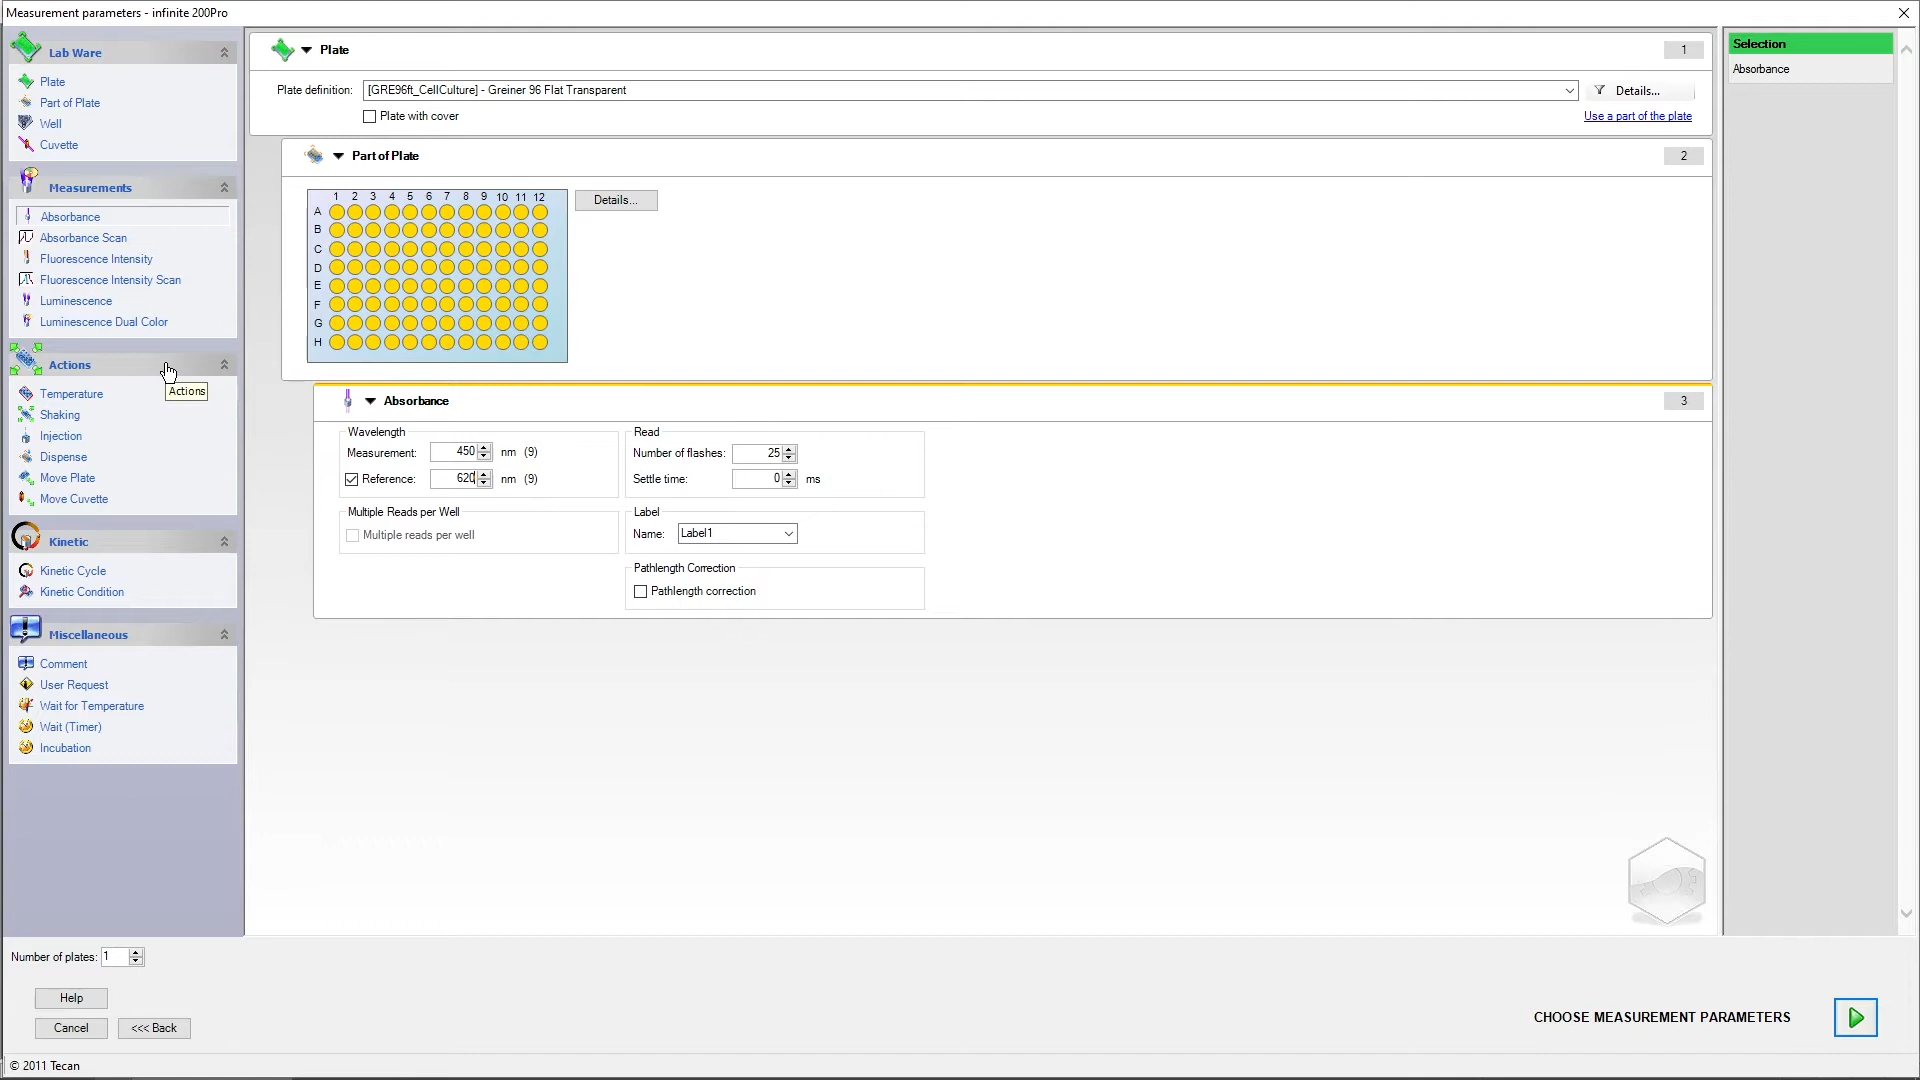 Measurement parameters - infinite 200Pro
Lab Ware
Plate
Part of Plate
Well
Cuvette
Measurements
Absorbance
Absorbance Scan
Fluorescence Intensity
Fluorescence Intensity Scan
Luminescence
Luminescence Dual Color
Actions
Actions
Temperature
Shaking
Injection
Dispense
Move Plate
Move Cuvette
Kinetic
Kinetic Cycle
Kinetic Condition
Miscellaneous
Comment
User Request
Wait for Temperature
Wait (Timer)
Incubation
Plate 1
Plate definition: [GRE96ft_CellCulture] - Greiner 96 Flat Transparent Details...
Plate with cover Use a part of the plate
Part of Plate 2
1 2 3 4 5 6 7 8 9 10 11 12
Details...
A
B
C
D
E
F
G
H
Absorbance 3
Wavelength
Measurement: 450 nm (9)
Reference: 620 nm (9)
Read
Number of flashes: 25
Settle time: 0 ms
Multiple Reads per Well
Multiple reads per well
Label
Name: Label1
Pathlength Correction
Pathlength correction
Selection
Absorbance
Number of plates: 1
Help
Cancel <<< Back
CHOOSE MEASUREMENT PARAMETERS
© 2011 Tecan